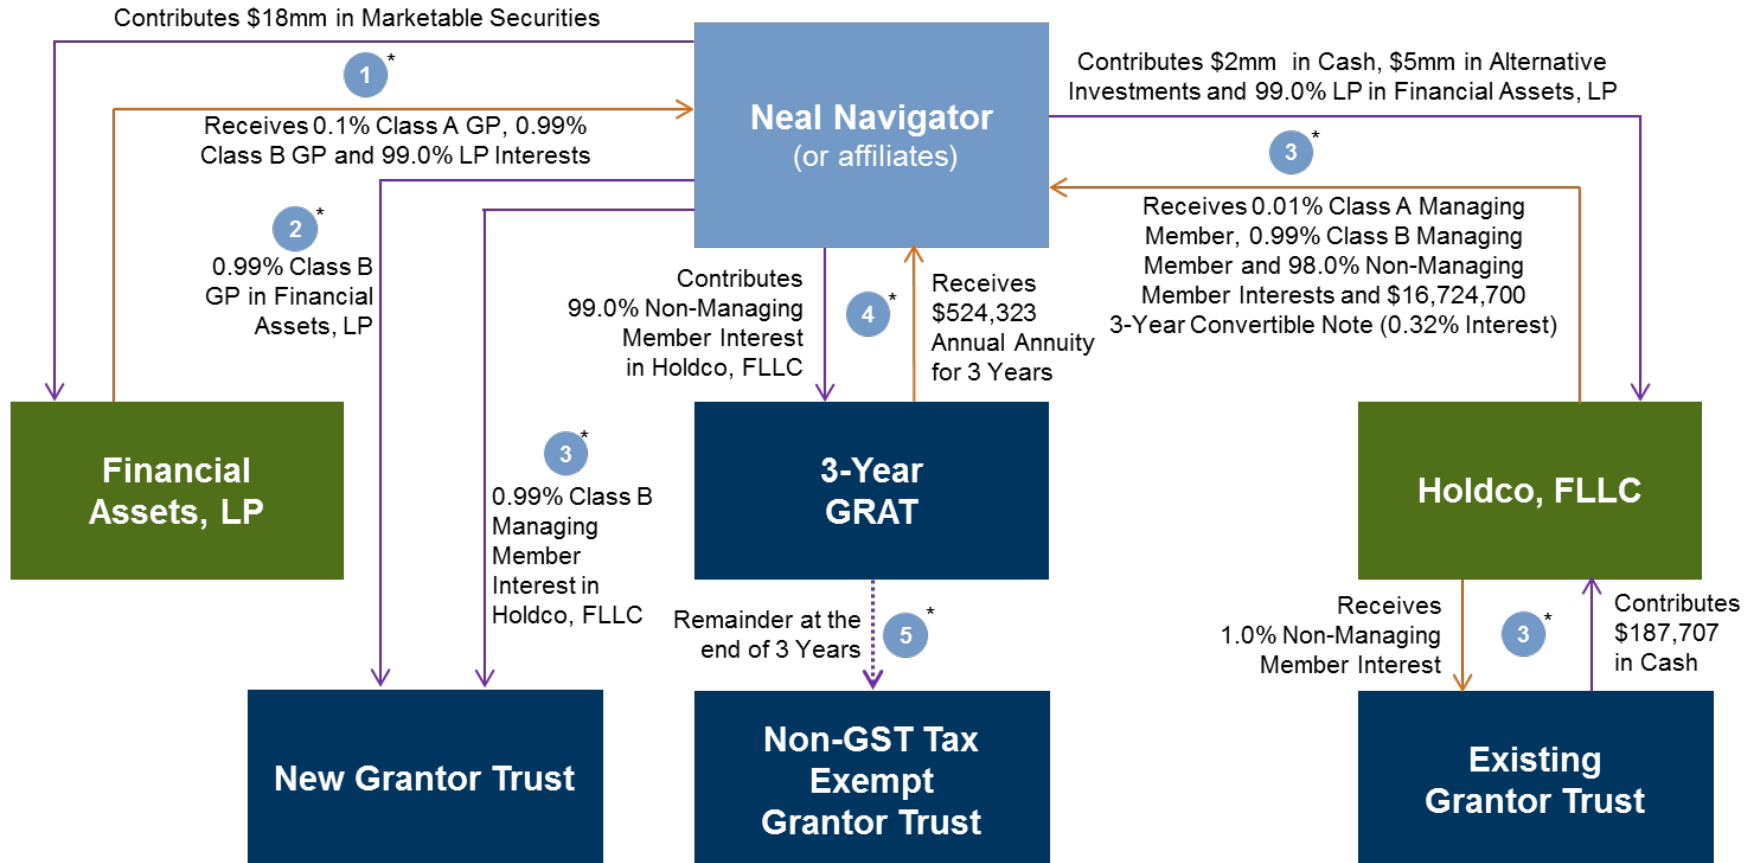 Contributes $18mm in Marketable Securities
1*
Receives 0.1% Class A GP, 0.99%
Class B GP and 99.0% LP Interests
Neal Navigator
(or affiliates)
Contributes $2mm in Cash, $5mm in Alternative
Investments and 99.0% LP in Financial Assets, LP
3*
Receives 0.01% Class A Managing
Member, 0.99% Class B Managing
Member and 98.0% Non-Managing
Member Interests and $16,724,700
3-Year Convertible Note (0.32% Interest)
2*
0.99% Class B
GP in Financial
Assets, LP
Contributes
99.0% Non-Managing
Member Interest
in Holdco, FLLC
4*
Receives
$524,323
Annual Annuity
for 3 Years
Financial
Assets, LP
3*
0.99% Class B
Managing
Member
Interest in
Holdco, FLLC
3-Year
GRAT
Holdco, FLLC
Remainder at the
end of 3 Years
5*
Receives
1.0% Non-Managing
Member Interest
3*
Contributes
$187,707
in Cash
New Grantor Trust
Non-GST Tax
Exempt
Grantor Trust
Existing
Grantor Trust